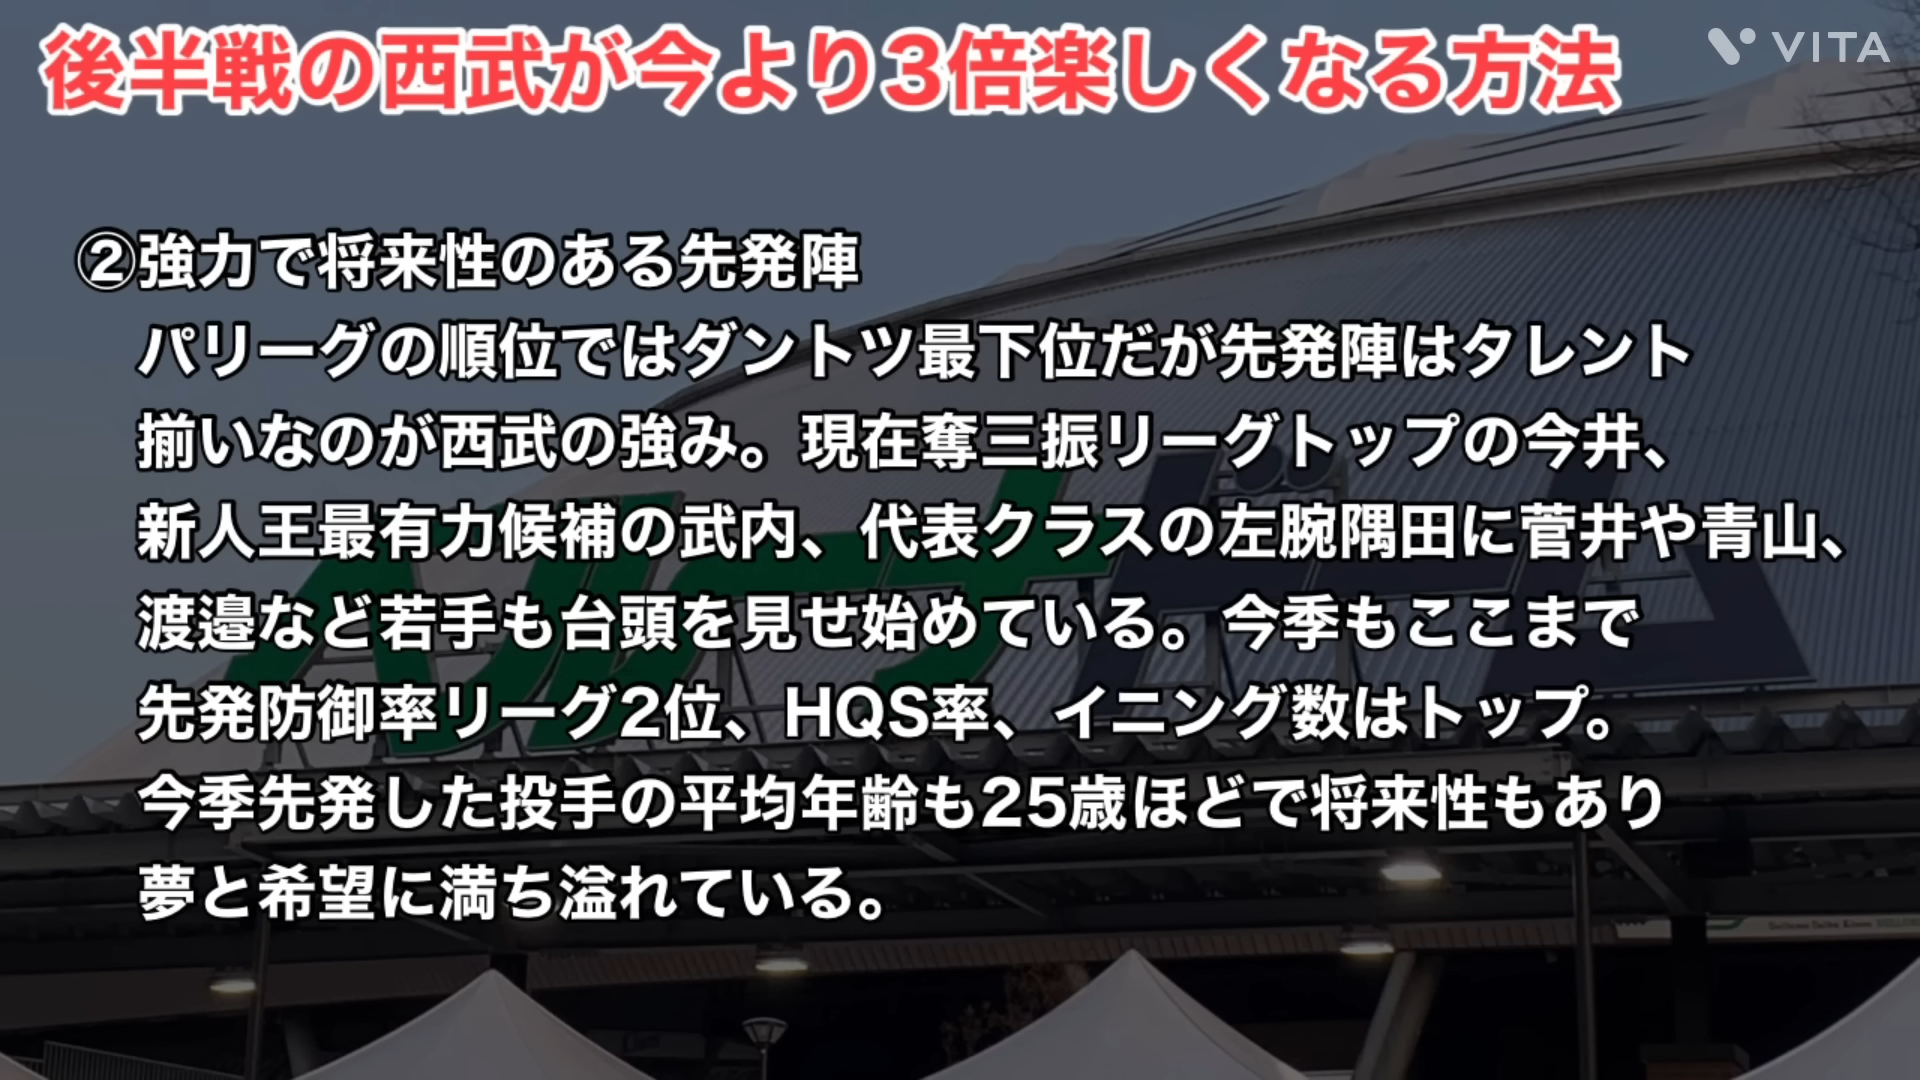 後半戦の西武が今より3倍楽しくなる方法
VITA
②強力で将来性のある先発陣
パリーグの順位ではダントツ最下位だが先発陣はタレント
揃いなのが西武の強み。現在奪三振リーグトップの今井、
新人王最有力候補の武内、代表クラスの左腕隅田に菅井や青山、
渡邉など若手も台頭を見せ始めている。今季もここまで
先発防御率リーグ2位、HQS率、イニング数はトップ。
今季先発した投手の平均年齢も25歳ほどで将来性もあり
夢と希望に満ち溢れている。
ベルーナドーム